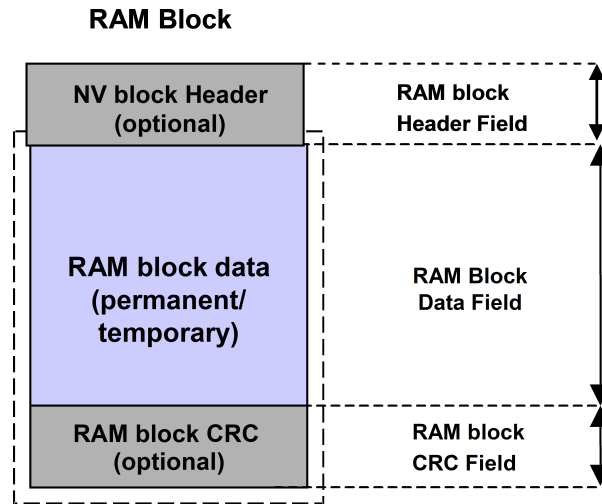 RAM Block
NV block Header
(optional)
RAM block
Header Field
RAM block data
(permanent/
temporary)
RAM Block
Data Field
RAM block CRC
(optional)
RAM block
CRC Field